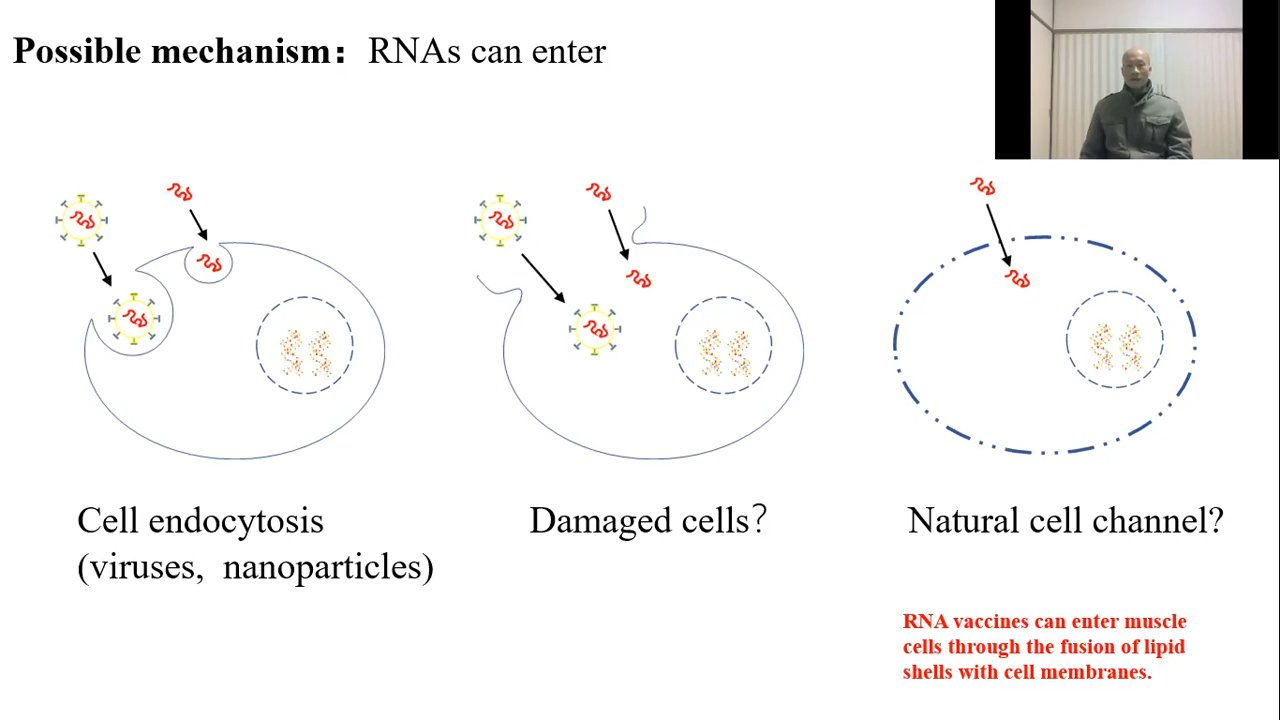 Possible mechanism：RNAs can enter
Cell endocytosis
(viruses, nanoparticles)
Damaged cells？
Natural cell channel?
RNA vaccines can enter muscle
cells through the fusion of lipid
shells with cell membranes.